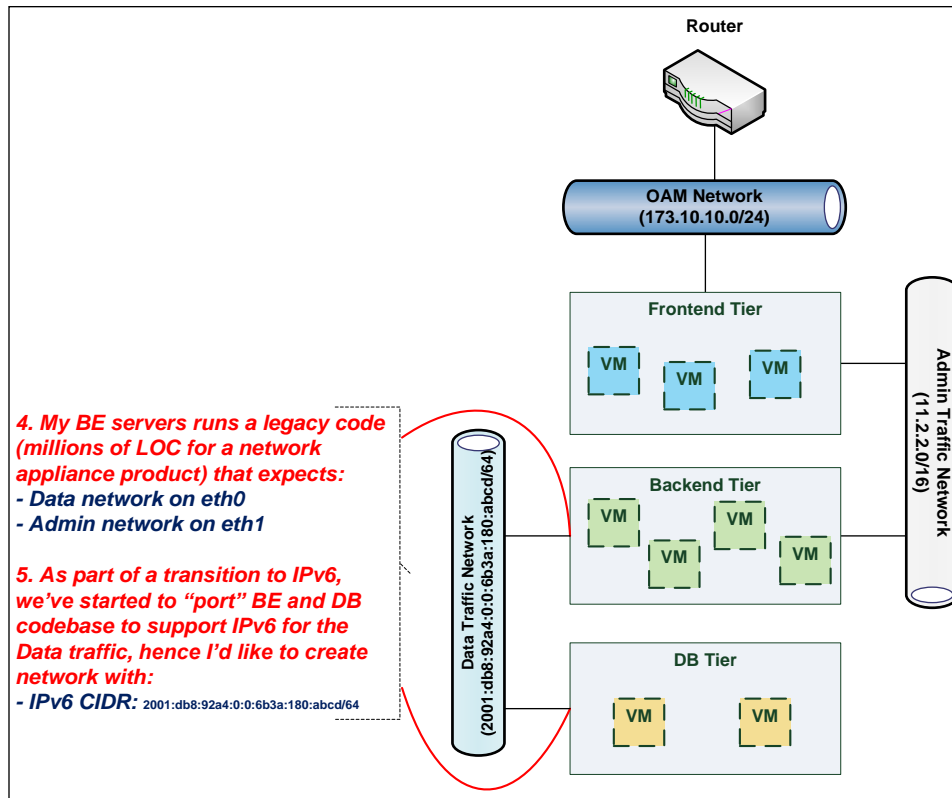 Router
OAM Network
(173.10.10.0/24)
Frontend Tier
VM
VM
VM
Admin Traffic Network
(11.2.2.0/16)
4. My BE servers runs a legacy code
(millions of LOC for a network
appliance product) that expects:
- Data network on eth0
- Admin network on eth1
5. As part of a transition to IPv6,
we’ve started to “port” BE and DB
codebase to support IPv6 for the
Data traffic, hence I’d like to create
network with:
- IPv6 CIDR: 2001:db8:92a4:0:0:6b3a:180:abcd/64
Data Traffic Network
(2001:db8:92a4:0:0:6b3a:180:abcd/64)
Backend Tier
VM
VM
VM
VM
DB Tier
VM
VM